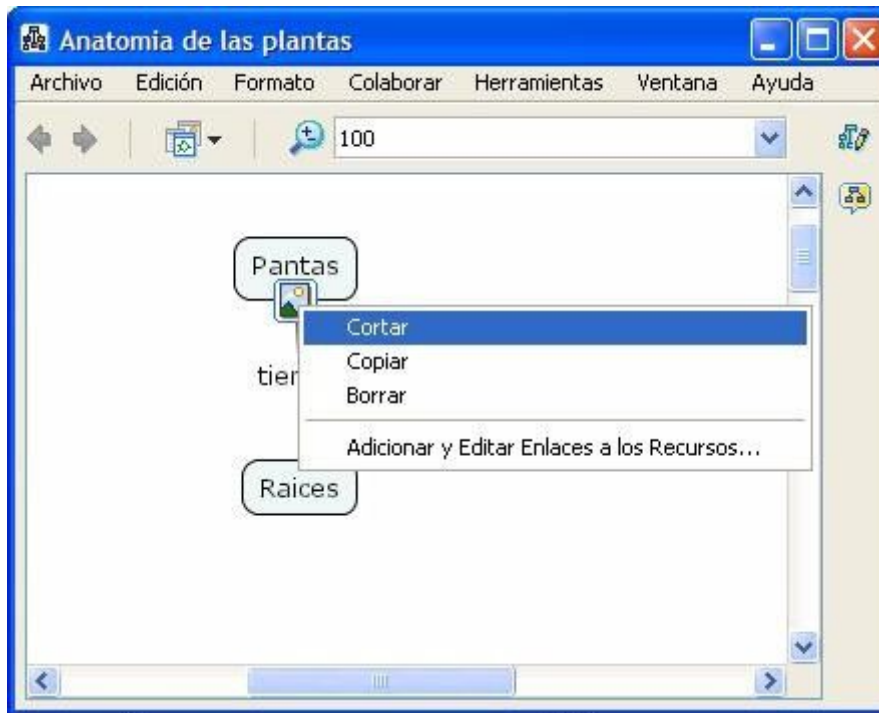 Anatomia de las plantas
Archivo Edición Formato Colaborar Herramientas Ventana Ayuda
100
Pantas
Cortar
Copiar
Borrar
Adicionar y Editar Enlaces a los Recursos...
Raices